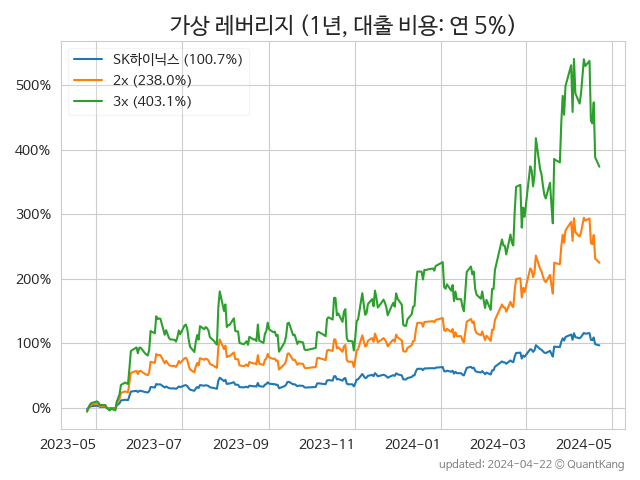 가상 레버리지 (1년, 대출 비용: 연 5%)
SK하이닉스 (100.7%)
2x (238.0%)
3x (403.1%)
500%
400%
300%
200%
100%
0%
2023-05 2023-07 2023-09 2023-11 2024-01 2024-03 2024-05
updated: 2024-04-22 © QuantKang